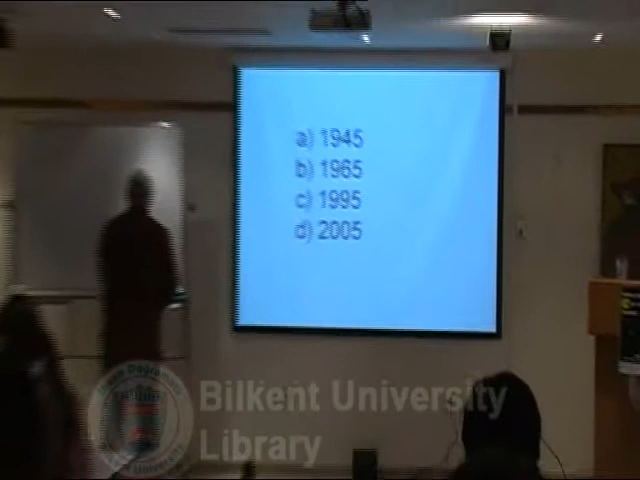 a) 1945
b) 1965
c) 1995
d) 2005
Bilkent University
Library